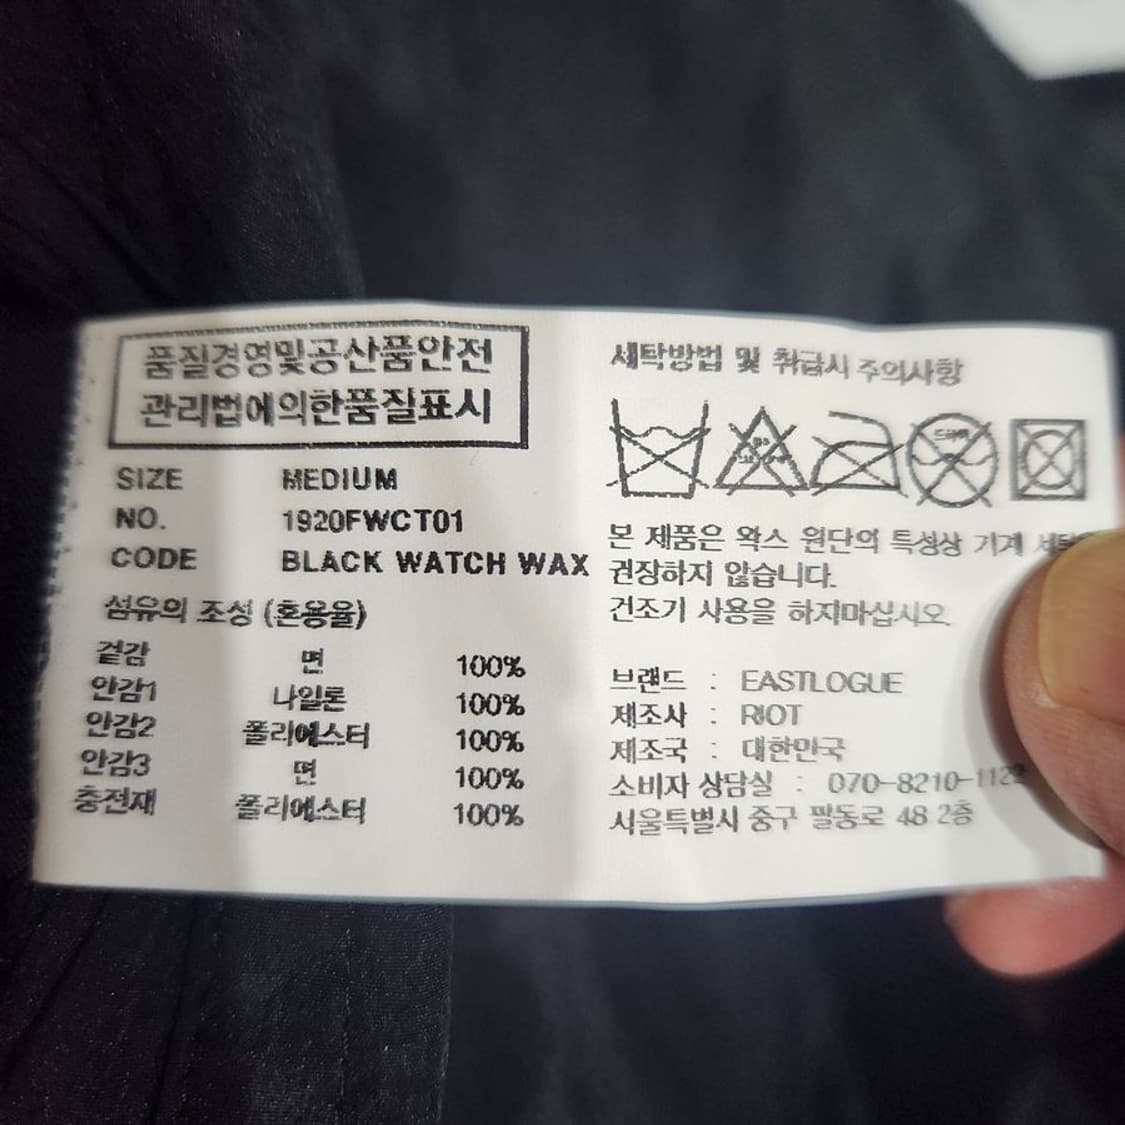 품질경영및공산품안전
관리법에의한품질표시
SIZE MEDIUM
NO. 1920FWCT01
CODE BLACK WATCH WAX
섬유의 조성 (혼용율)
겉감 면 100%
안감1 나일론 100%
안감2 폴리에스터 100%
안감3 면 100%
충전재 폴리에스터 100%
세탁방법 및 취급시 주의사항
드라이
본 제품은 왁스 원단의 특성상 기계
권장하지 않습니다.
건조기 사용을 하지마십시오.
브랜드 : EASTLOGUE
제조사 : RIOT
제조국 : 대한민국
소비자 상담실 :
서울특별시 중구 필동로 48 2층